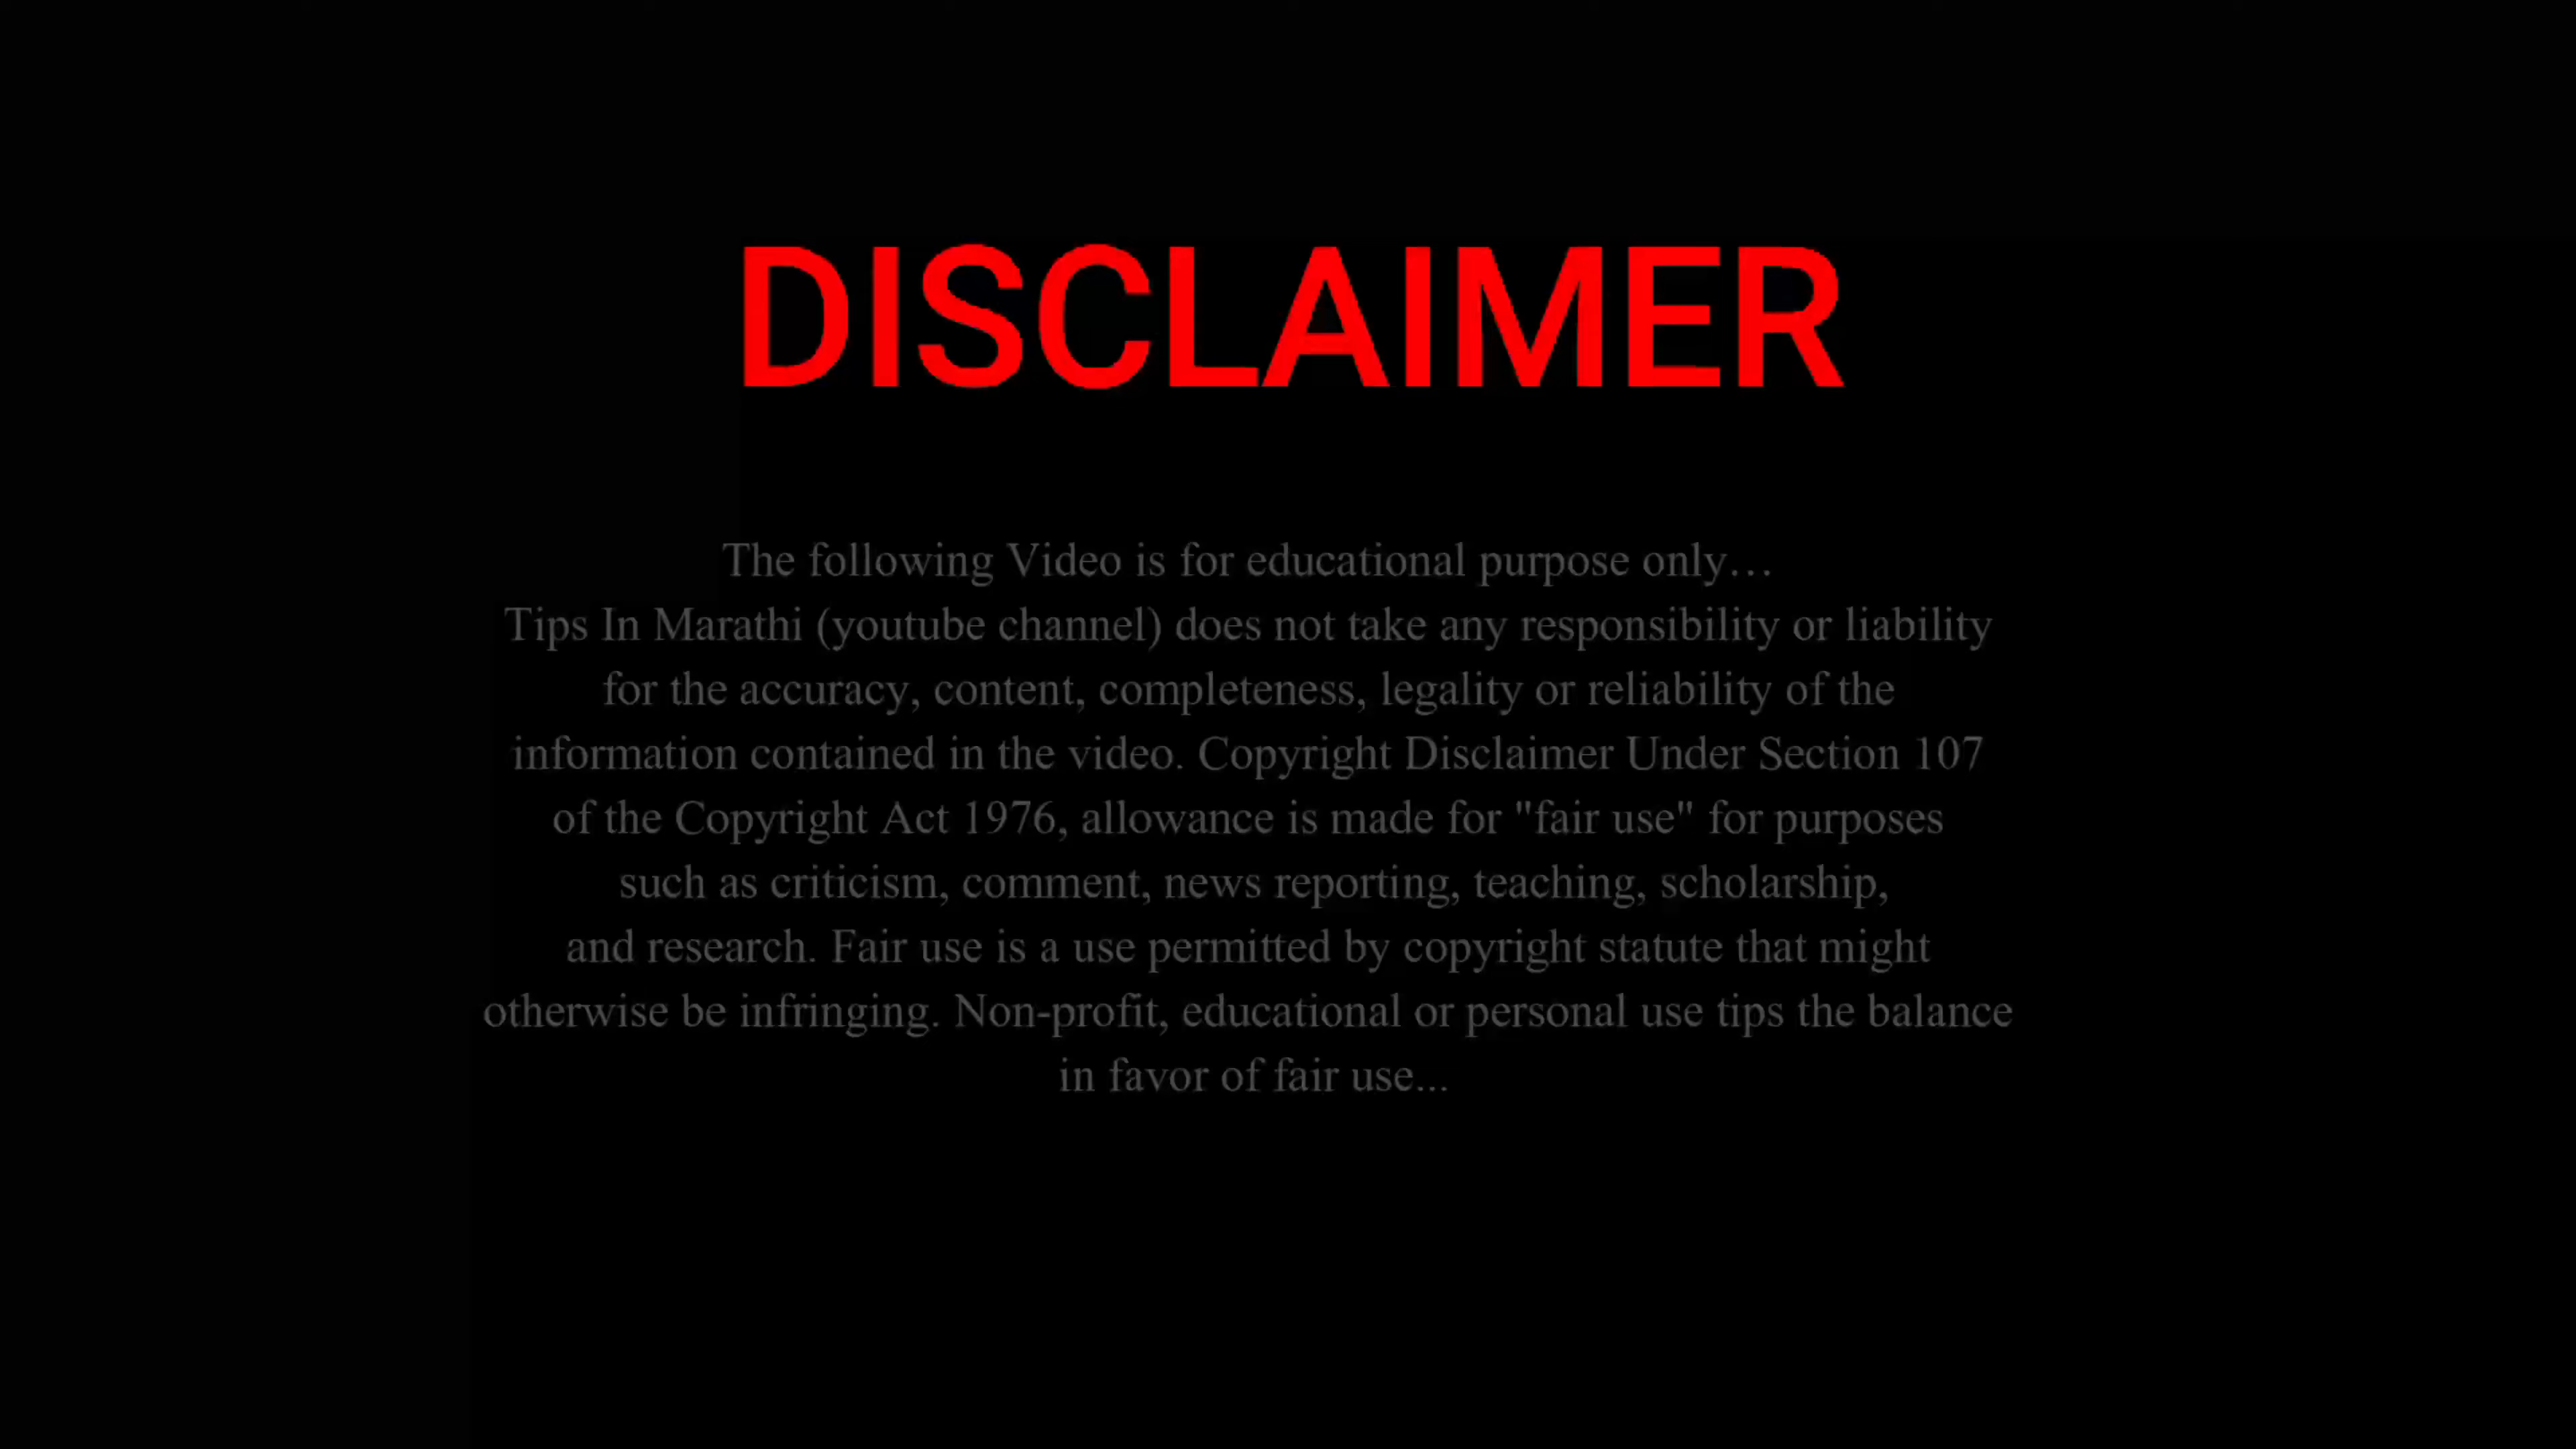 DISCLAIMER
The following Video is for educational purpose only…
Tips In Marathi (youtube channel) does not take any responsibility or liability
for the accuracy, content, completeness, legality or reliability of the
information contained in the video. Copyright Disclaimer Under Section 107
of the Copyright Act 1976, allowance is made for "fair use" for purposes
such as criticism, comment, news reporting, teaching, scholarship,
and research. Fair use is a use permitted by copyright statute that might
otherwise be infringing. Non-profit, educational or personal use tips the balance
in favor of fair use...